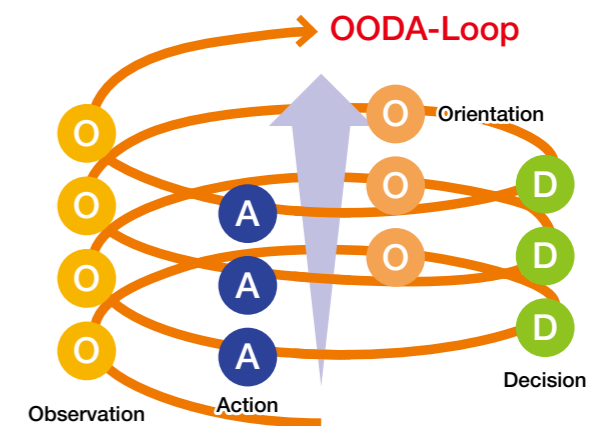 OODA-Loop
O
O
Orientation
O
D
O
A
O
D
O
A
O
D
A
Decision
Observation
Action